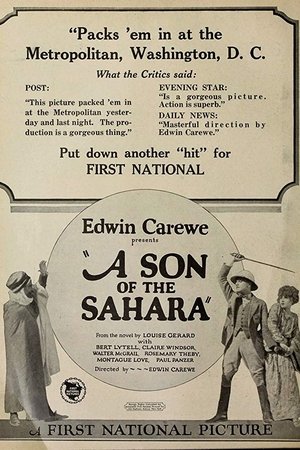 "Packs 'em in at the
Metropolitan, Washington, D. C.
What the Critics said:
POST:
"This picture packed 'em in
at the Metropolitan yester-
day and last night. The pro-
duction is a gorgeous thing."
EVENING STAR:
"Is a gorgeous picture.
Action is superb."
DAILY NEWS:
"Masterful direction by
Edwin Carewe."
Put down another "hit" for
FIRST NATIONAL
Edwin Carewe
presents
"A SON
OF THE
SAHARA"
From the novel by LOUISE GERARD
with
BERT LYTELL, CLAIRE WINDSOR,
WALTER McGRAIL, ROSEMARY THEBY,
MONTAGUE LOVE, PAUL PANZER
Directed by ~ ~ ~ EDWIN CAREWE
A FIRST NATIONAL PICTURE